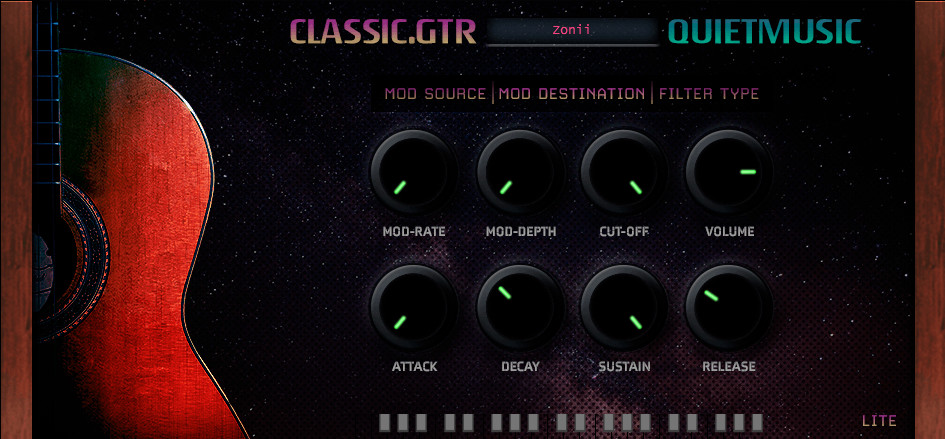 CLASSIC.GTR Zonii QUIETMUSIC
MOD SOURCE | MOD DESTINATION | FILTER TYPE
MOD-RATE MOD-DEPTH CUT-OFF VOLUME
ATTACK DECAY SUSTAIN RELEASE
LITE